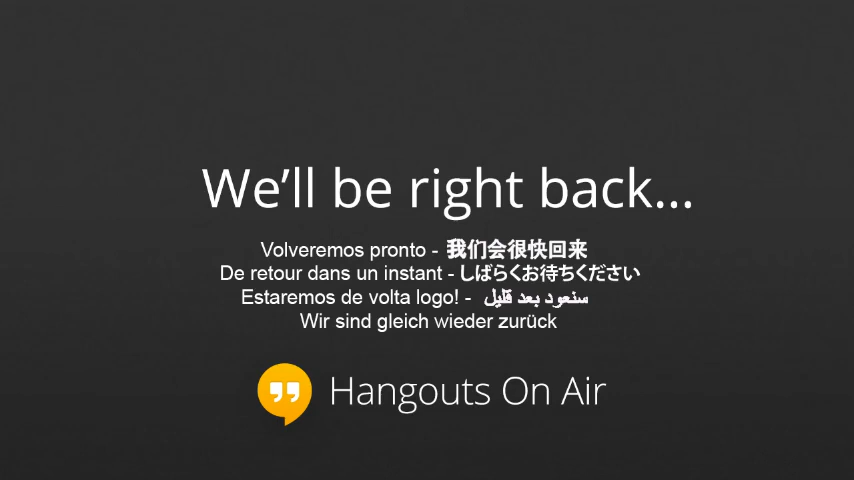 We'll be right back...
Volveremos pronto - 我们会很快回来
De retour dans un instant - しばらくお待ちください
Estaremos de volta logo! - سنعود بعد قليل
Wir sind gleich wieder zurück
Hangouts On Air